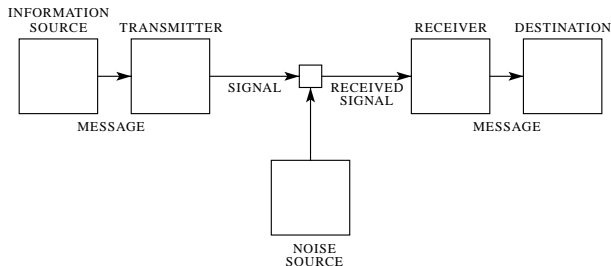 INFORMATION
SOURCE
TRANSMITTER
RECEIVER
DESTINATION
SIGNAL
RECEIVED
SIGNAL
MESSAGE
MESSAGE
NOISE
SOURCE